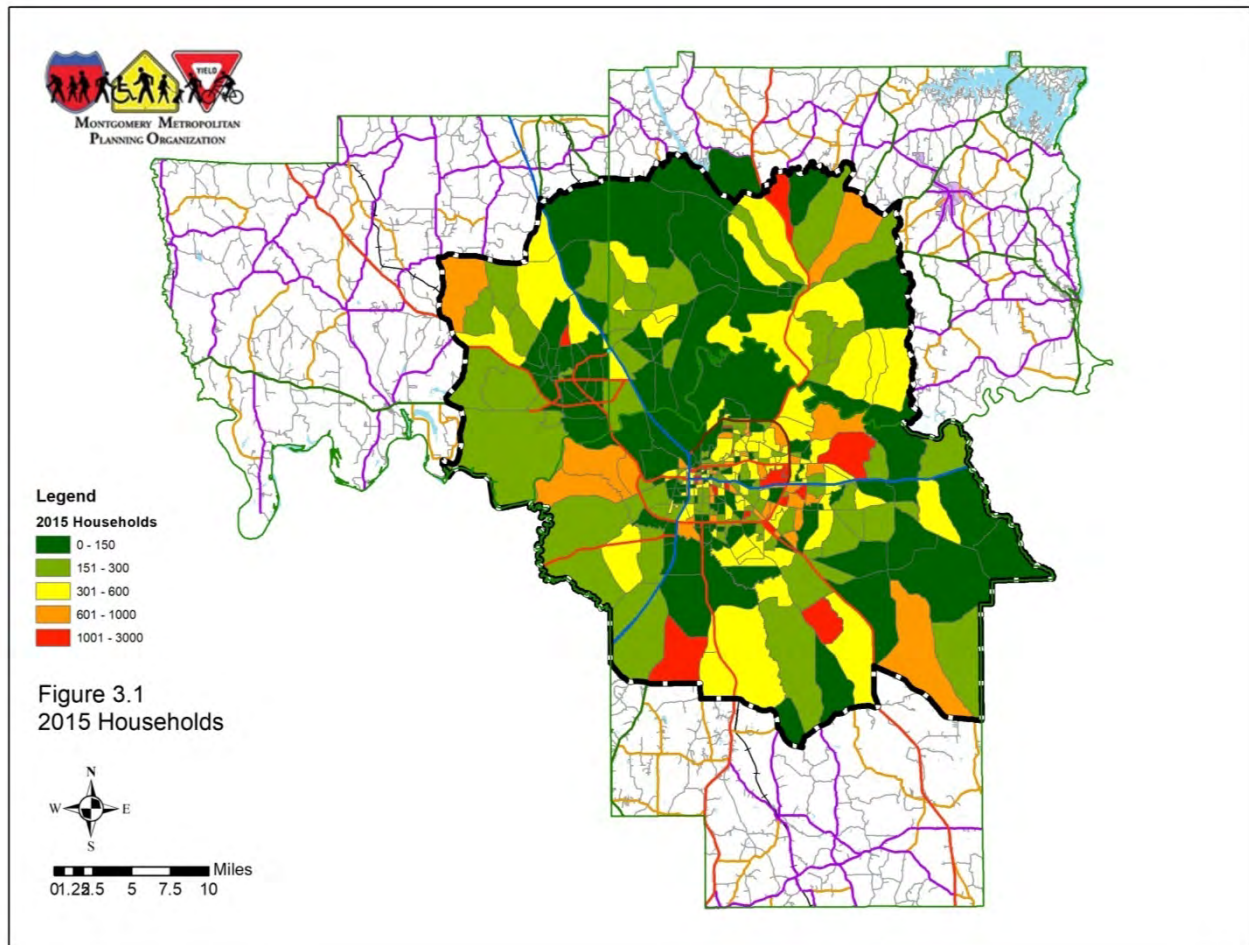 YIELD
MONTGOMERY METROPOLITAN
PLANNING ORGANIZATION
Legend
2015 Households
0 - 150
151 - 300
301 - 600
601 - 1000
1001 - 3000
Figure 3.1
2015 Households
N
W E
S
Miles
5 7.5 10